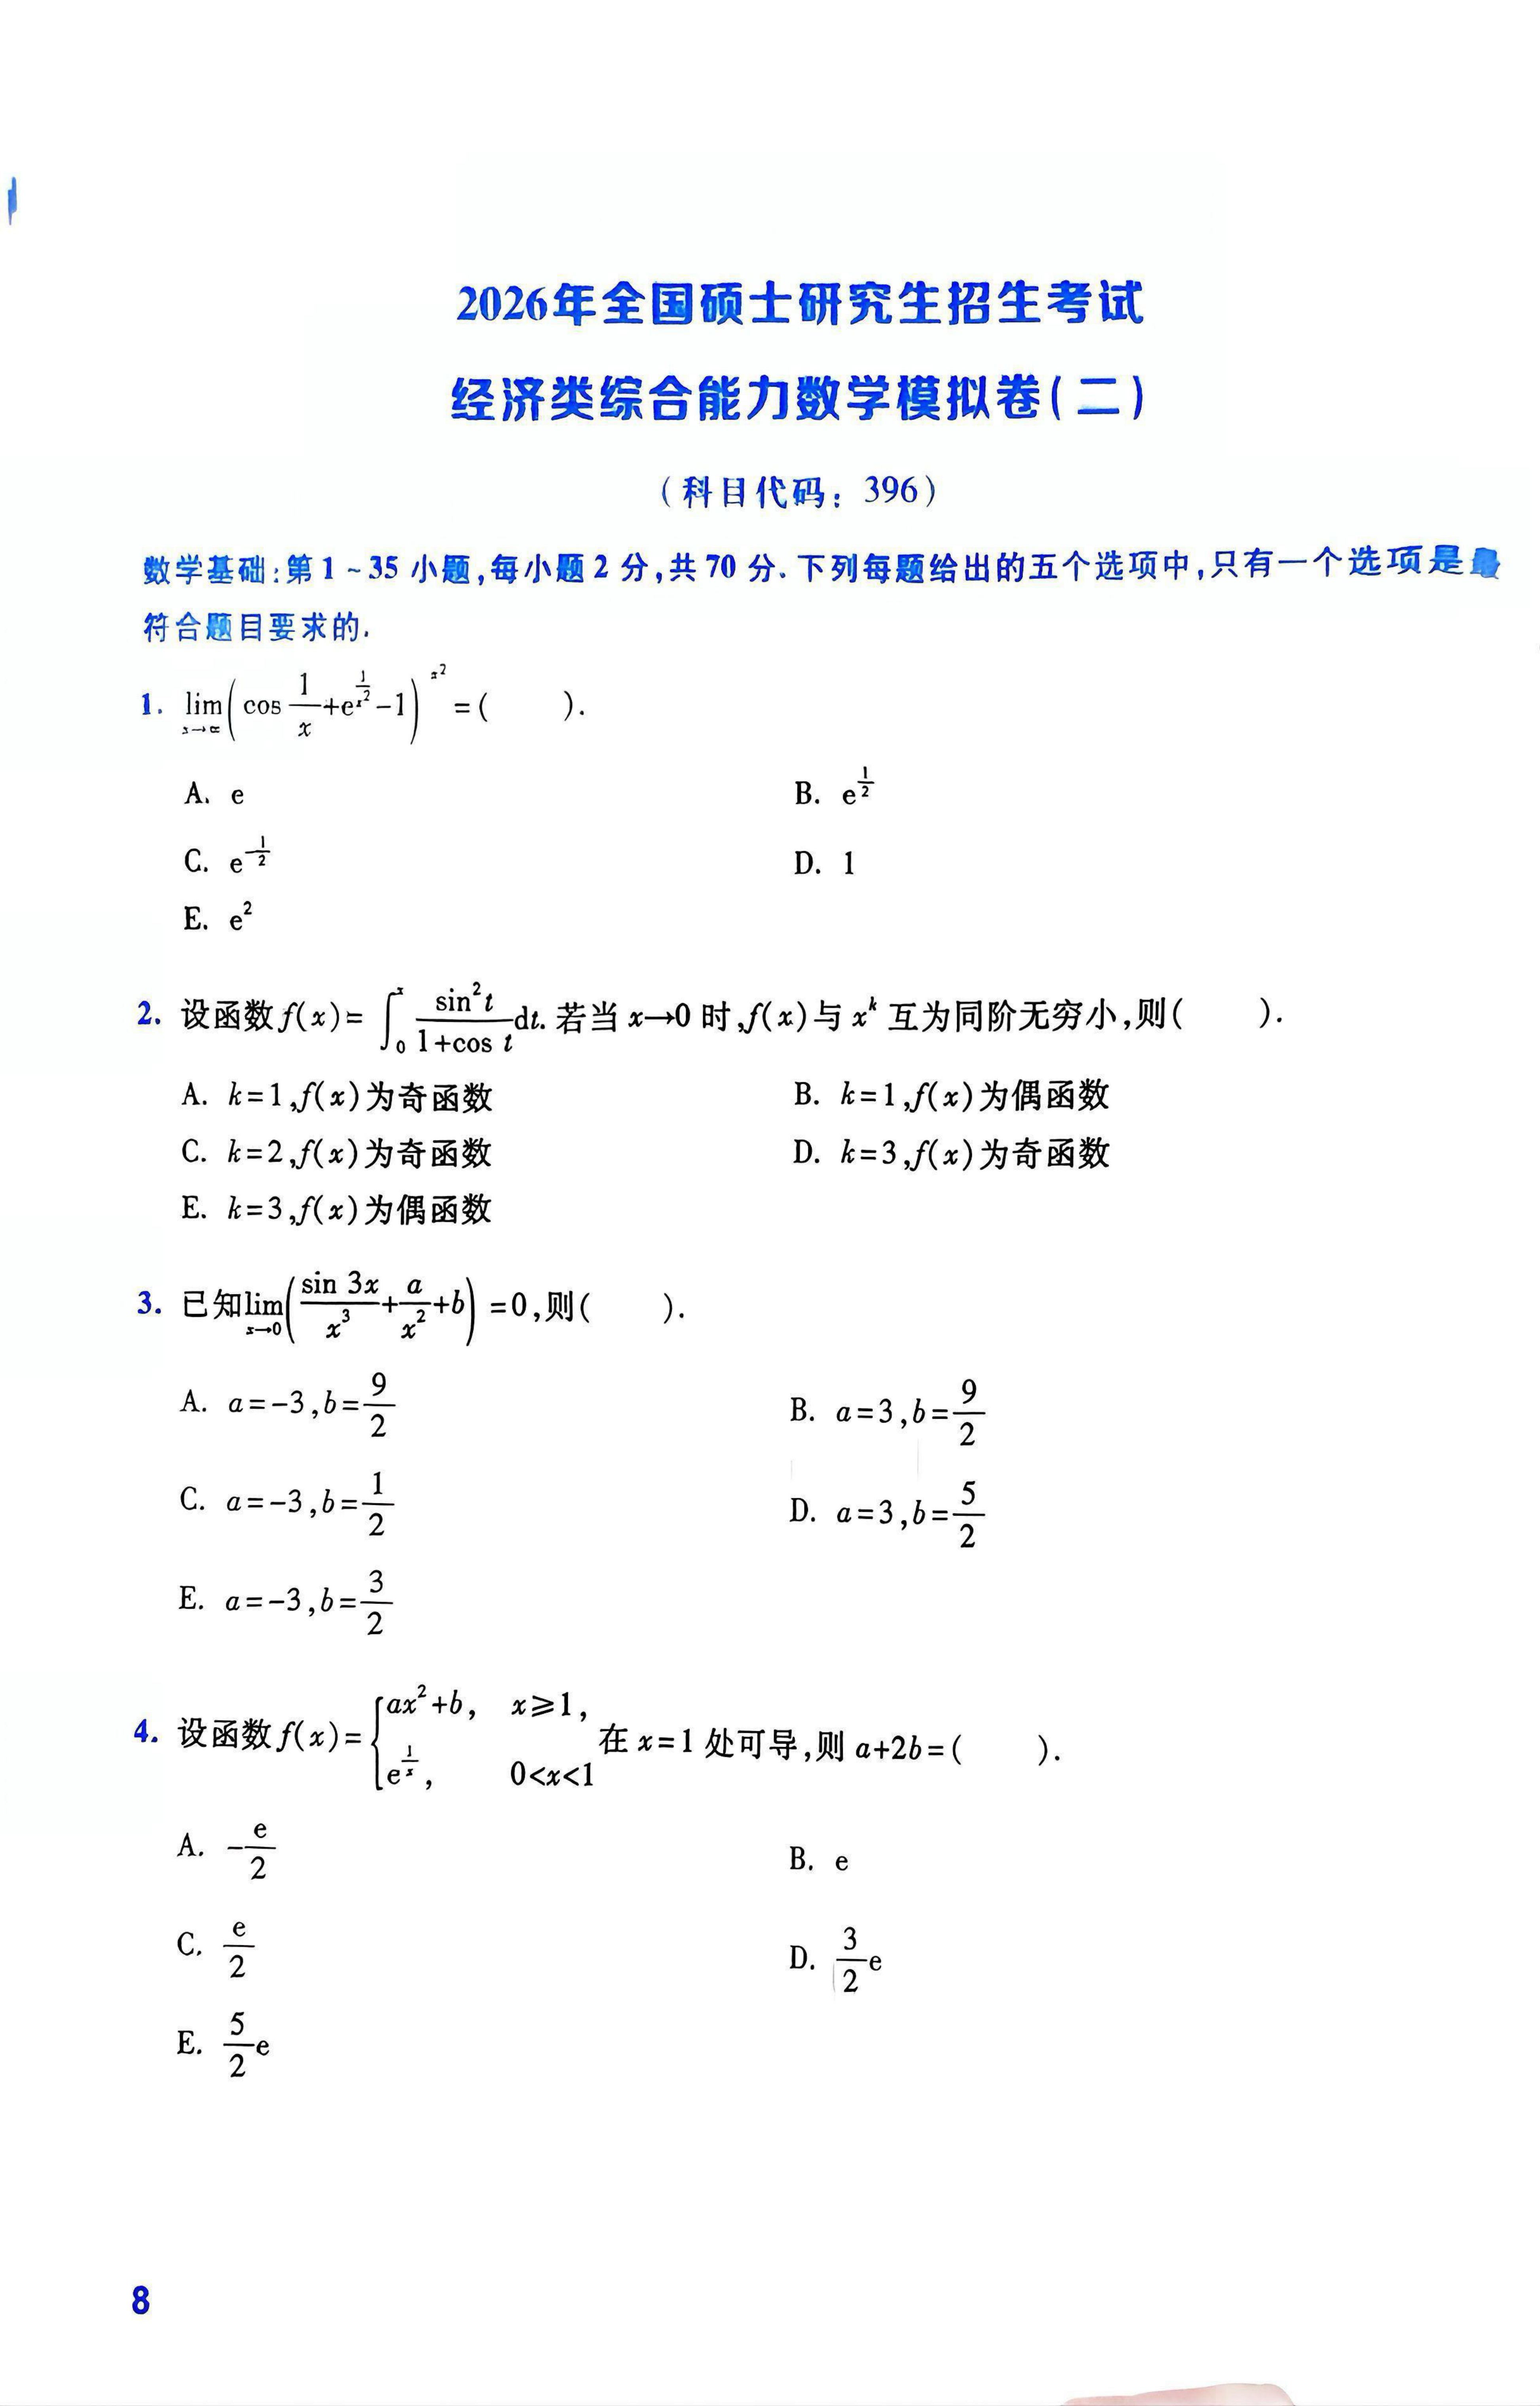 2026年全国硕士研究生招生考试
经济类综合能力数学模拟卷(二)
(科目代码:396)
数学基础:第1~35小题,每小题2分,共70分.下列每题给出的五个选项中,只有一个选项是最
符合题目要求的.
1. lim_{x→∞}(cos 1/x + e^{1/x²} - 1)^{x²} = (  ).
A. e  B. e^{1/2}
C. e^{-1/2}  D. 1
E. e²
2. 设函数f(x)=∫_0^x sin²t/(1+cos t) dt.若当x→0时,f(x)与x^k互为同阶无穷小,则(  ).
A. k=1,f(x)为奇函数  B. k=1,f(x)为偶函数
C. k=2,f(x)为奇函数  D. k=3,f(x)为奇函数
E. k=3,f(x)为偶函数
3. 已知lim_{x→0}(sin 3x/x³ + a/x² + b)=0,则(  ).
A. a=-3,b=9/2  B. a=3,b=9/2
C. a=-3,b=1/2  D. a=3,b=5/2
E. a=-3,b=3/2
4. 设函数f(x)={ax²+b, x≥1, e^{1/x}, 0<x<1 在x=1处可导,则a+2b=(  ).
A. -e/2  B. e
C. e/2  D. 3/2 e
E. 5/2 e
8